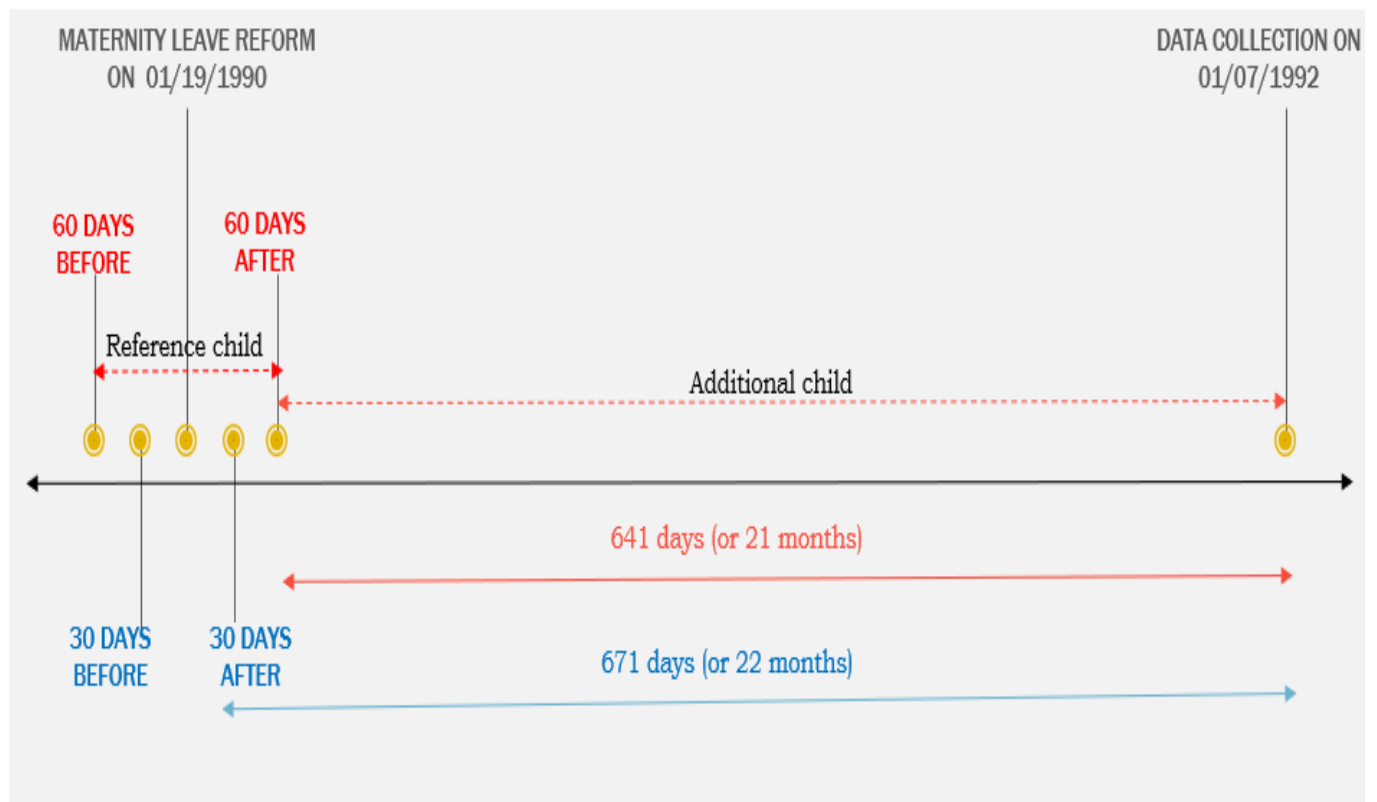 MATERNITY LEAVE REFORM
ON 01/19/1990
DATA COLLECTION ON
01/07/1992
60 DAYS
BEFORE
60 DAYS
AFTER
Reference child
Additional child
641 days (or 21 months)
30 DAYS
BEFORE
30 DAYS
AFTER
671 days (or 22 months)